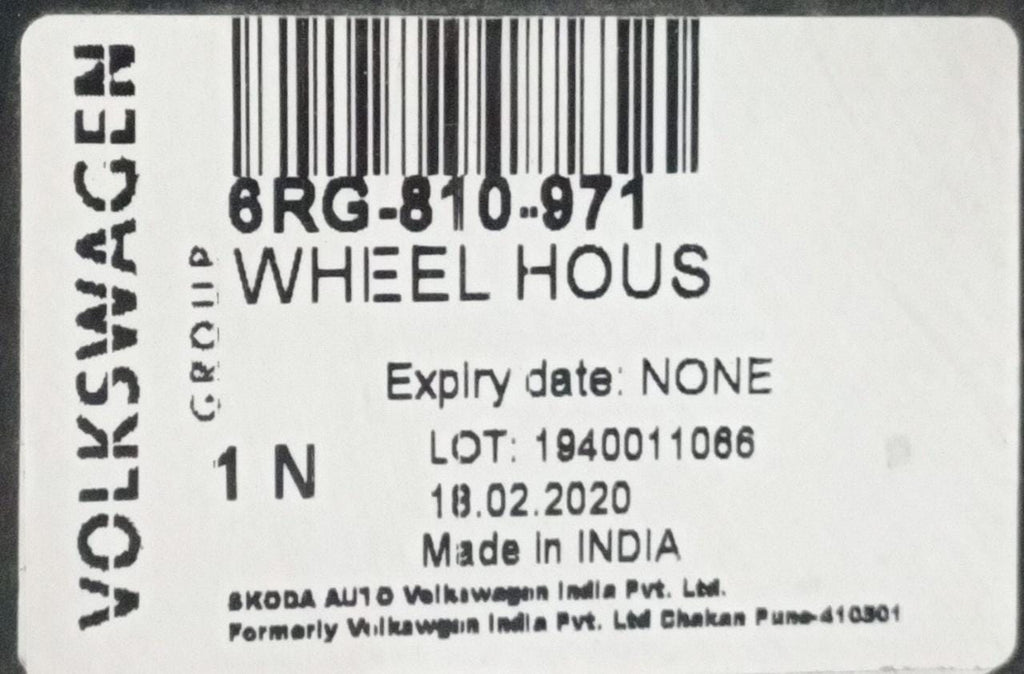 VOLKSWAGEN
GROUP
6RG-810-971
WHEEL HOUS
Expiry date: NONE
LOT: 1940011066
1 N
18.02.2020
Made in INDIA
SKODA AUTO Volkswagen India Pvt. Ltd.
Formerly Volkswgen India Pvt. Ltd Chakan Pune-410501